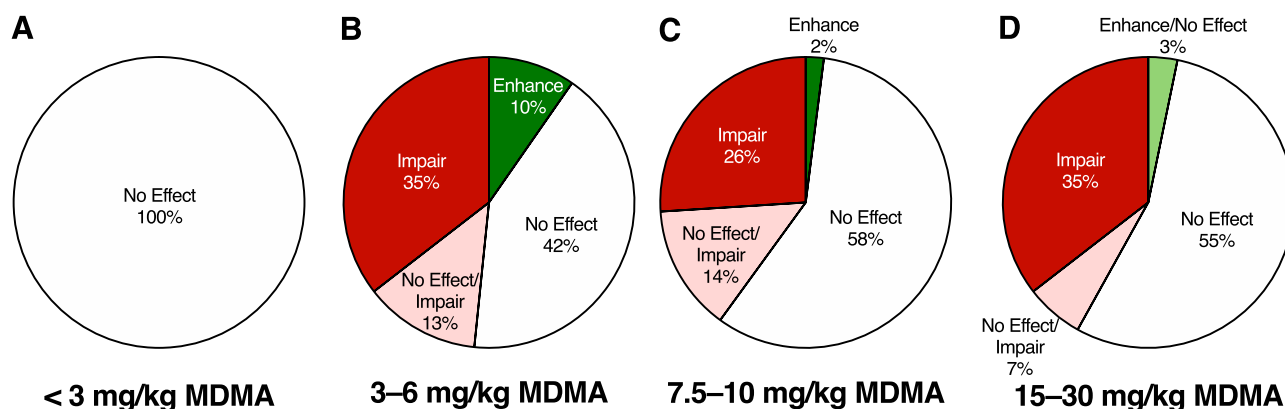 A
No Effect
100%
< 3 mg/kg MDMA
B
Enhance
10%
Impair
35%
No Effect
42%
No Effect/
Impair
13%
3–6 mg/kg MDMA
C
Enhance
2%
Impair
26%
No Effect
58%
No Effect/
Impair
14%
7.5–10 mg/kg MDMA
D
Enhance/No Effect
3%
Impair
35%
No Effect
55%
No Effect/
Impair
7%
15–30 mg/kg MDMA